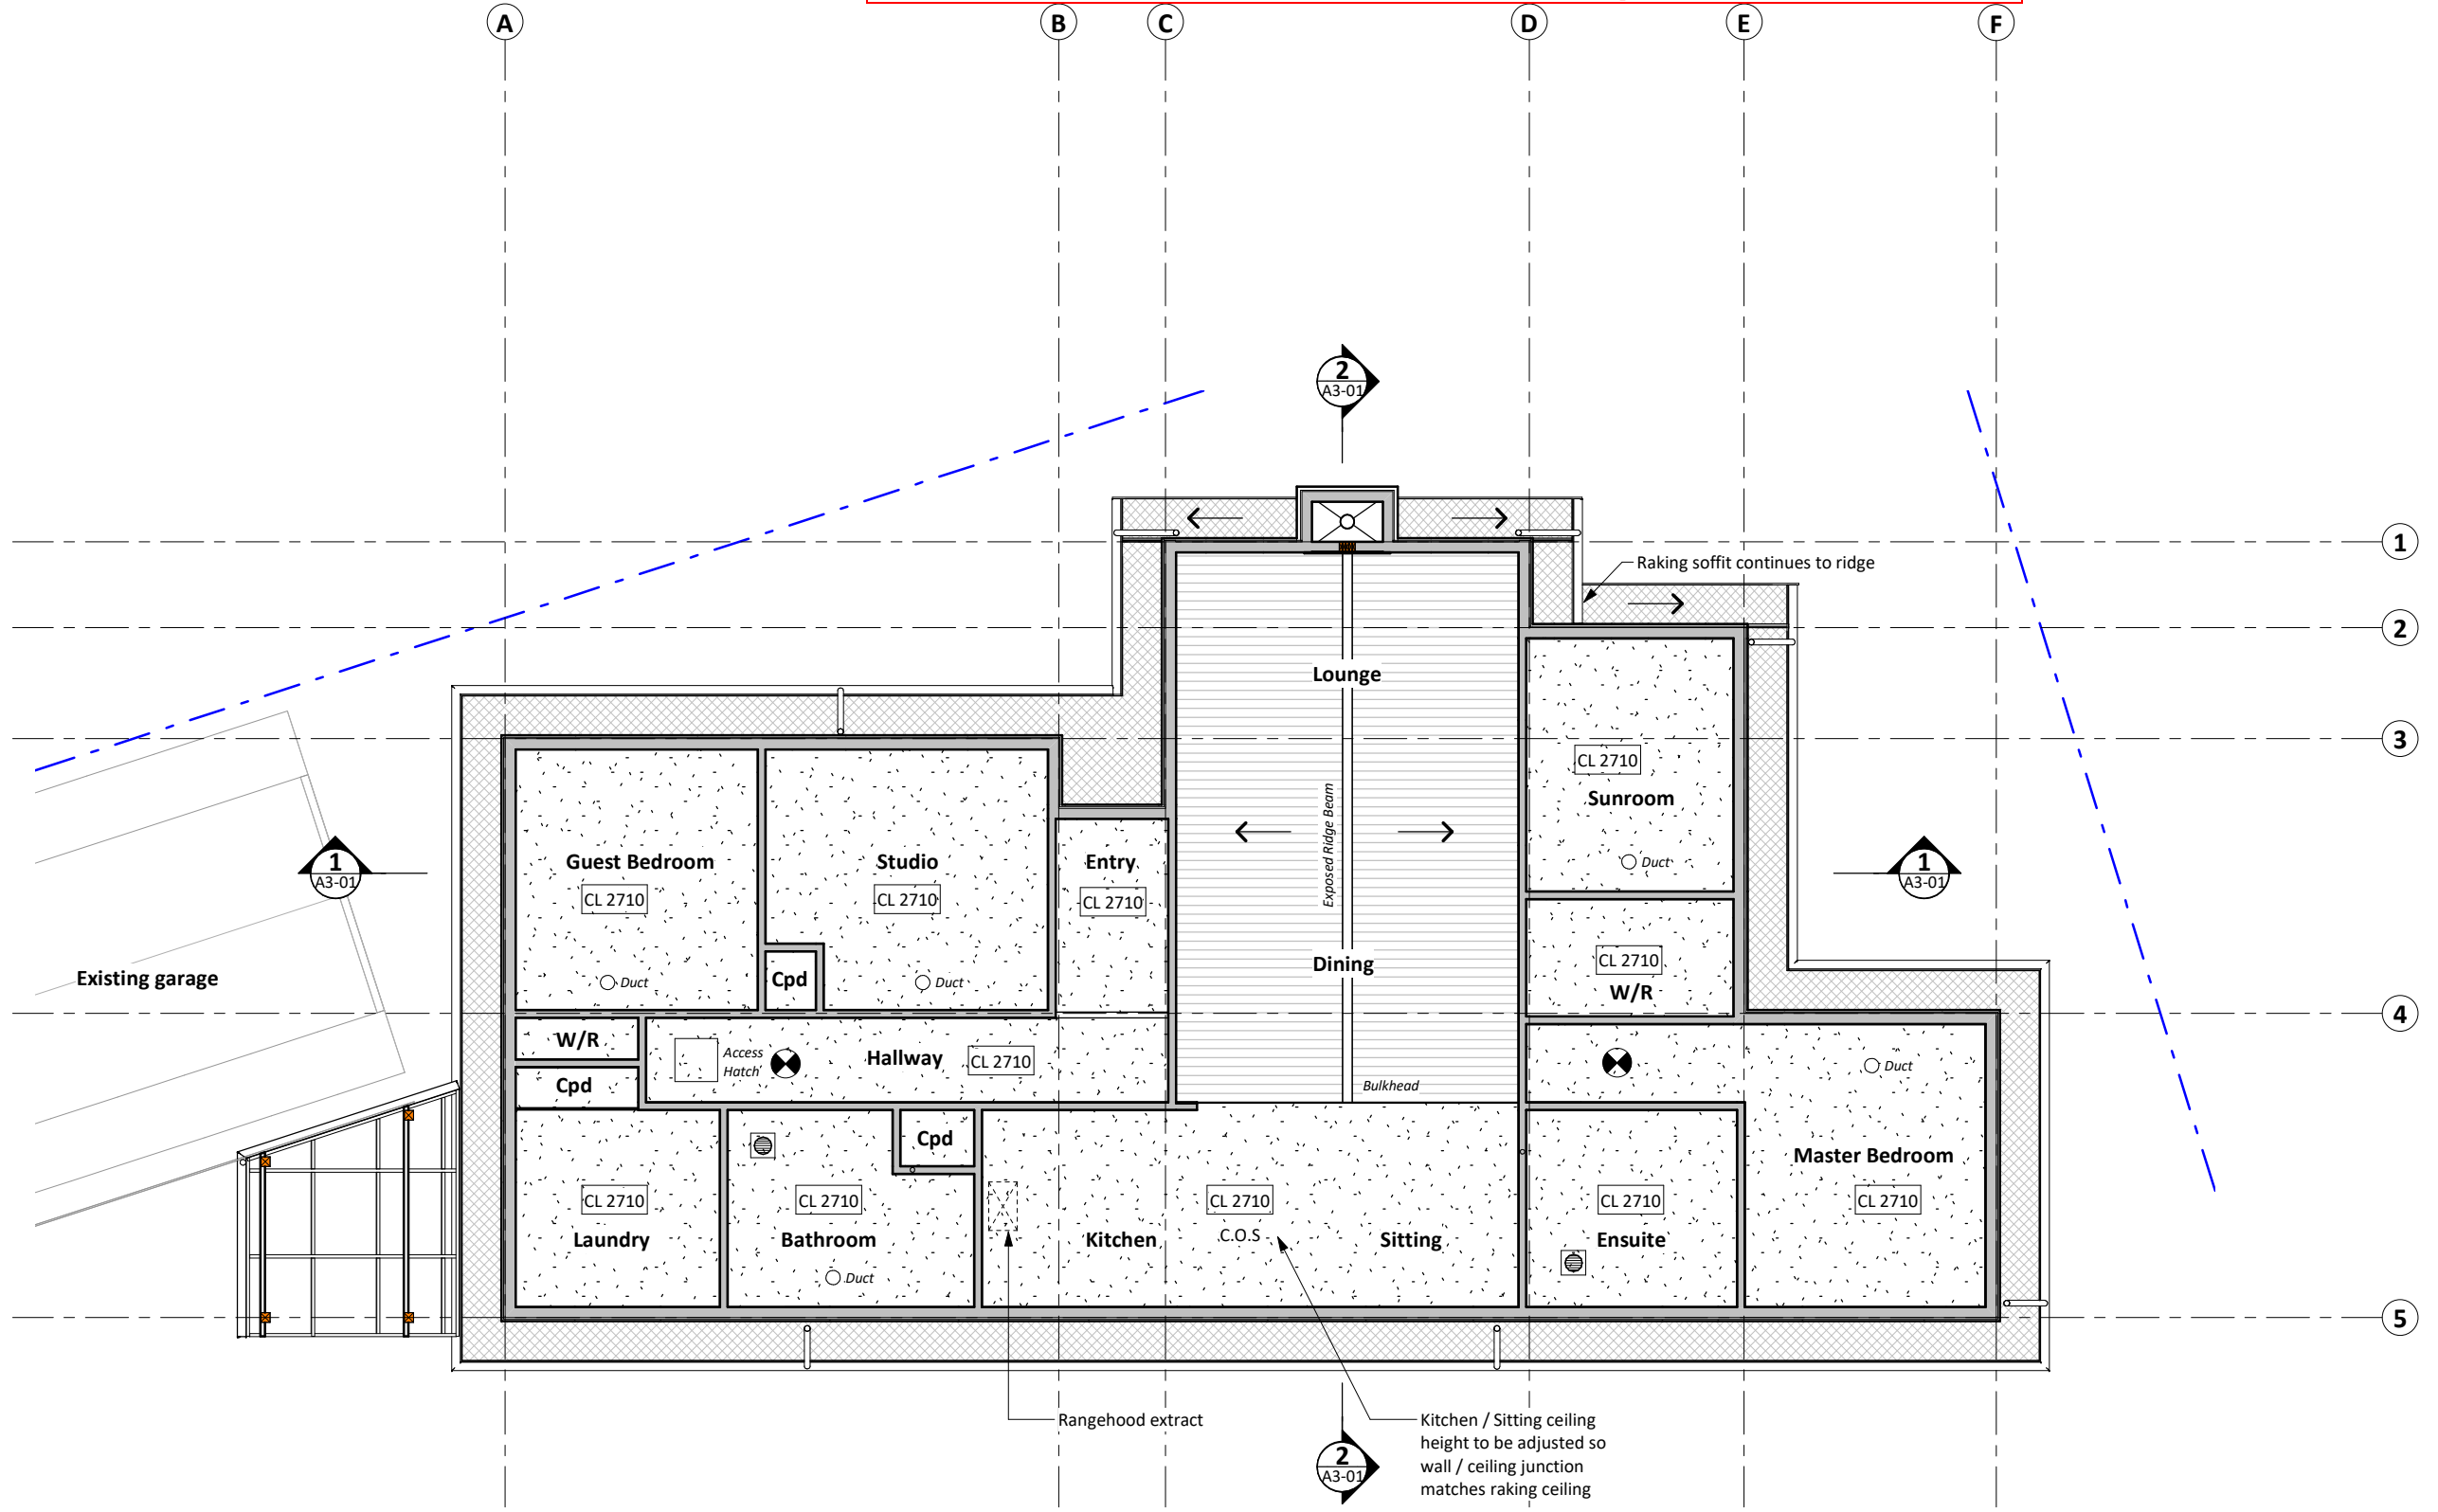 A
B
C
D
E
F
2
A3-01
1
Raking soffit continues to ridge
2
Lounge
3
CL 2710
Sunroom
Exposed Ridge Beam
Guest Bedroom
Studio
Entry
Duct
1
A3-01
1
A3-01
CL 2710
CL 2710
CL 2710
CL 2710
Dining
Existing garage
Cpd
Duct
Duct
W/R
4
W/R
Access
Hatch
Hallway
CL 2710
Duct
Cpd
Bulkhead
Cpd
Master Bedroom
CL 2710
CL 2710
CL 2710
CL 2710
CL 2710
C.O.S
Laundry
Bathroom
Kitchen
Sitting
Ensuite
Duct
5
Rangehood extract
Kitchen / Sitting ceiling
height to be adjusted so
wall / ceiling junction
matches raking ceiling
2
A3-01